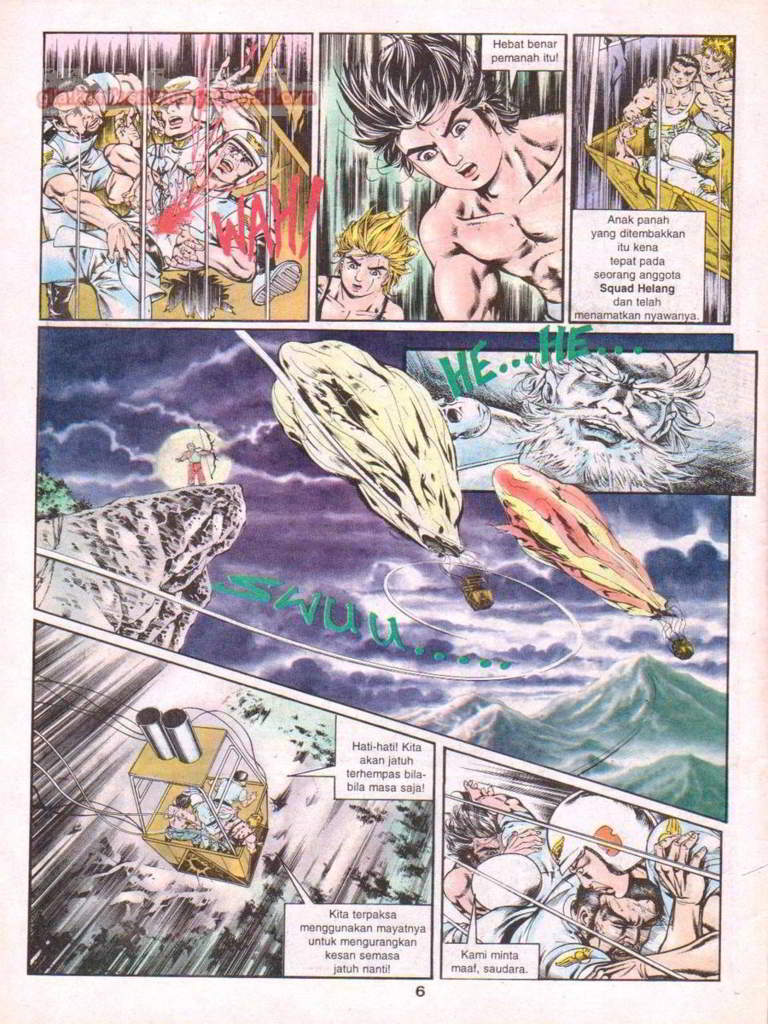 WAH!
Hebat benar
pemanah itu!
Anak panah
yang ditembakkan
itu kena
tepat pada
seorang anggota
Squad Helang
dan telah
menamatkan nyawanya.
HE...HE...
SWUU.....
Hati-hati! Kita
akan jatuh
terhempas bila-
bila masa saja!
Kita terpaksa
menggunakan mayatnya
untuk mengurangkan
kesan semasa
jatuh nanti!
Kami minta
maaf, saudara.
6